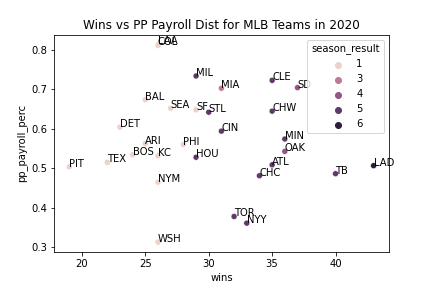 Wins vs PP Payroll Dist for MLB Teams in 2020
pp_payroll_perc
0.8
0.7
0.6
0.5
0.4
0.3
season_result
1
3
4
5
6
COL
MIL
CLE
MIA
SD
BAL
SEA
SF
STL
CHW
DET
CIN
MIN
ARI
PHI
OAK
BOS
KC
HOU
PIT
TEX
ATL
LAD
CHC
TB
NYM
TOR
NYY
WSH
20
25
30
35
40
wins